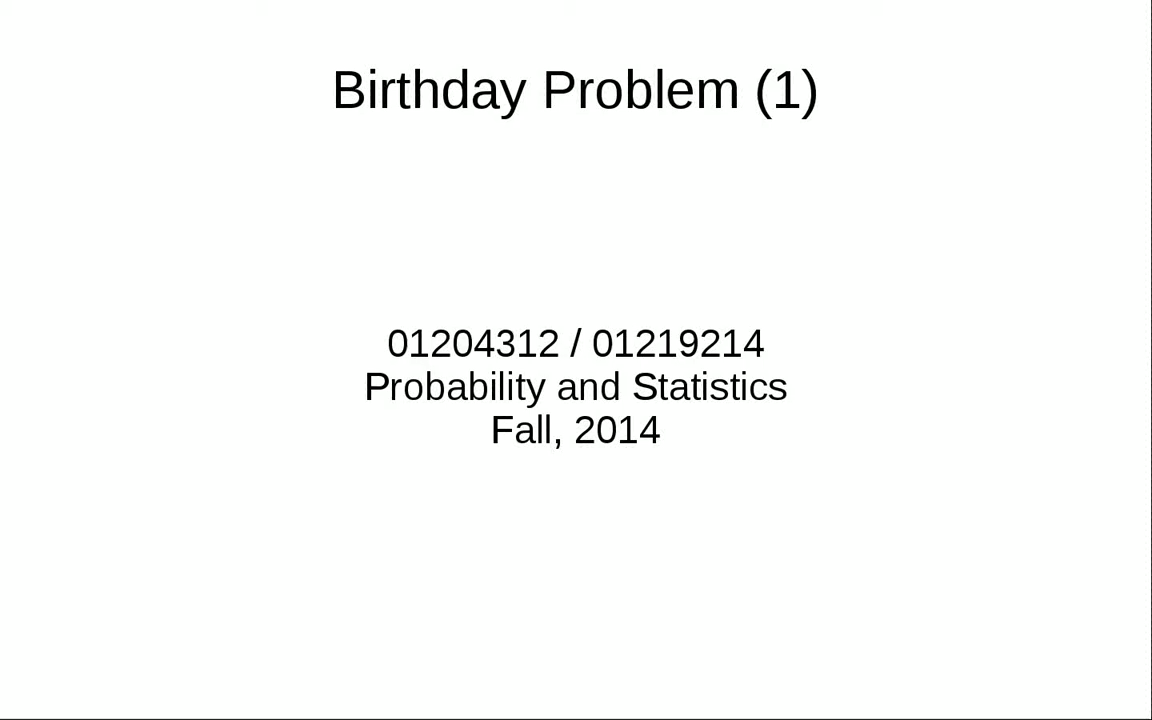 Birthday Problem (1)
01204312 / 01219214
Probability and Statistics
Fall, 2014